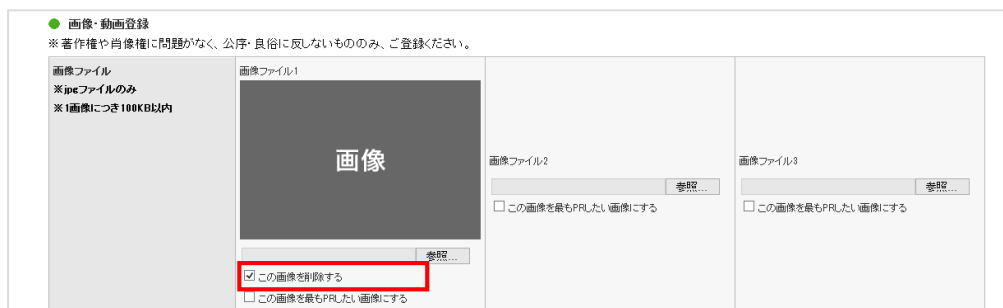 ● 画像・動画登録
※著作権や肖像権に問題がなく、公序・良俗に反しないもののみ、ご登録ください。
画像ファイル
※jpgファイルのみ
※1画像につき100KB以内
画像ファイル1
画像
参照...
この画像を削除する
この画像を最もPRしたい画像にする
画像ファイル2
参照...
この画像を最もPRしたい画像にする
画像ファイル3
参照...
この画像を最もPRしたい画像にする